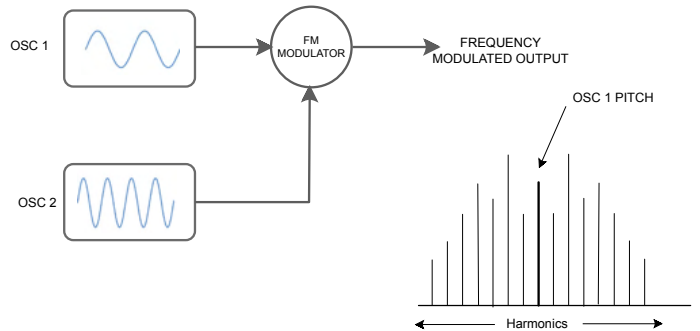 OSC 1
FM
MODULATOR
FREQUENCY
MODULATED OUTPUT
OSC 1 PITCH
OSC 2
Harmonics